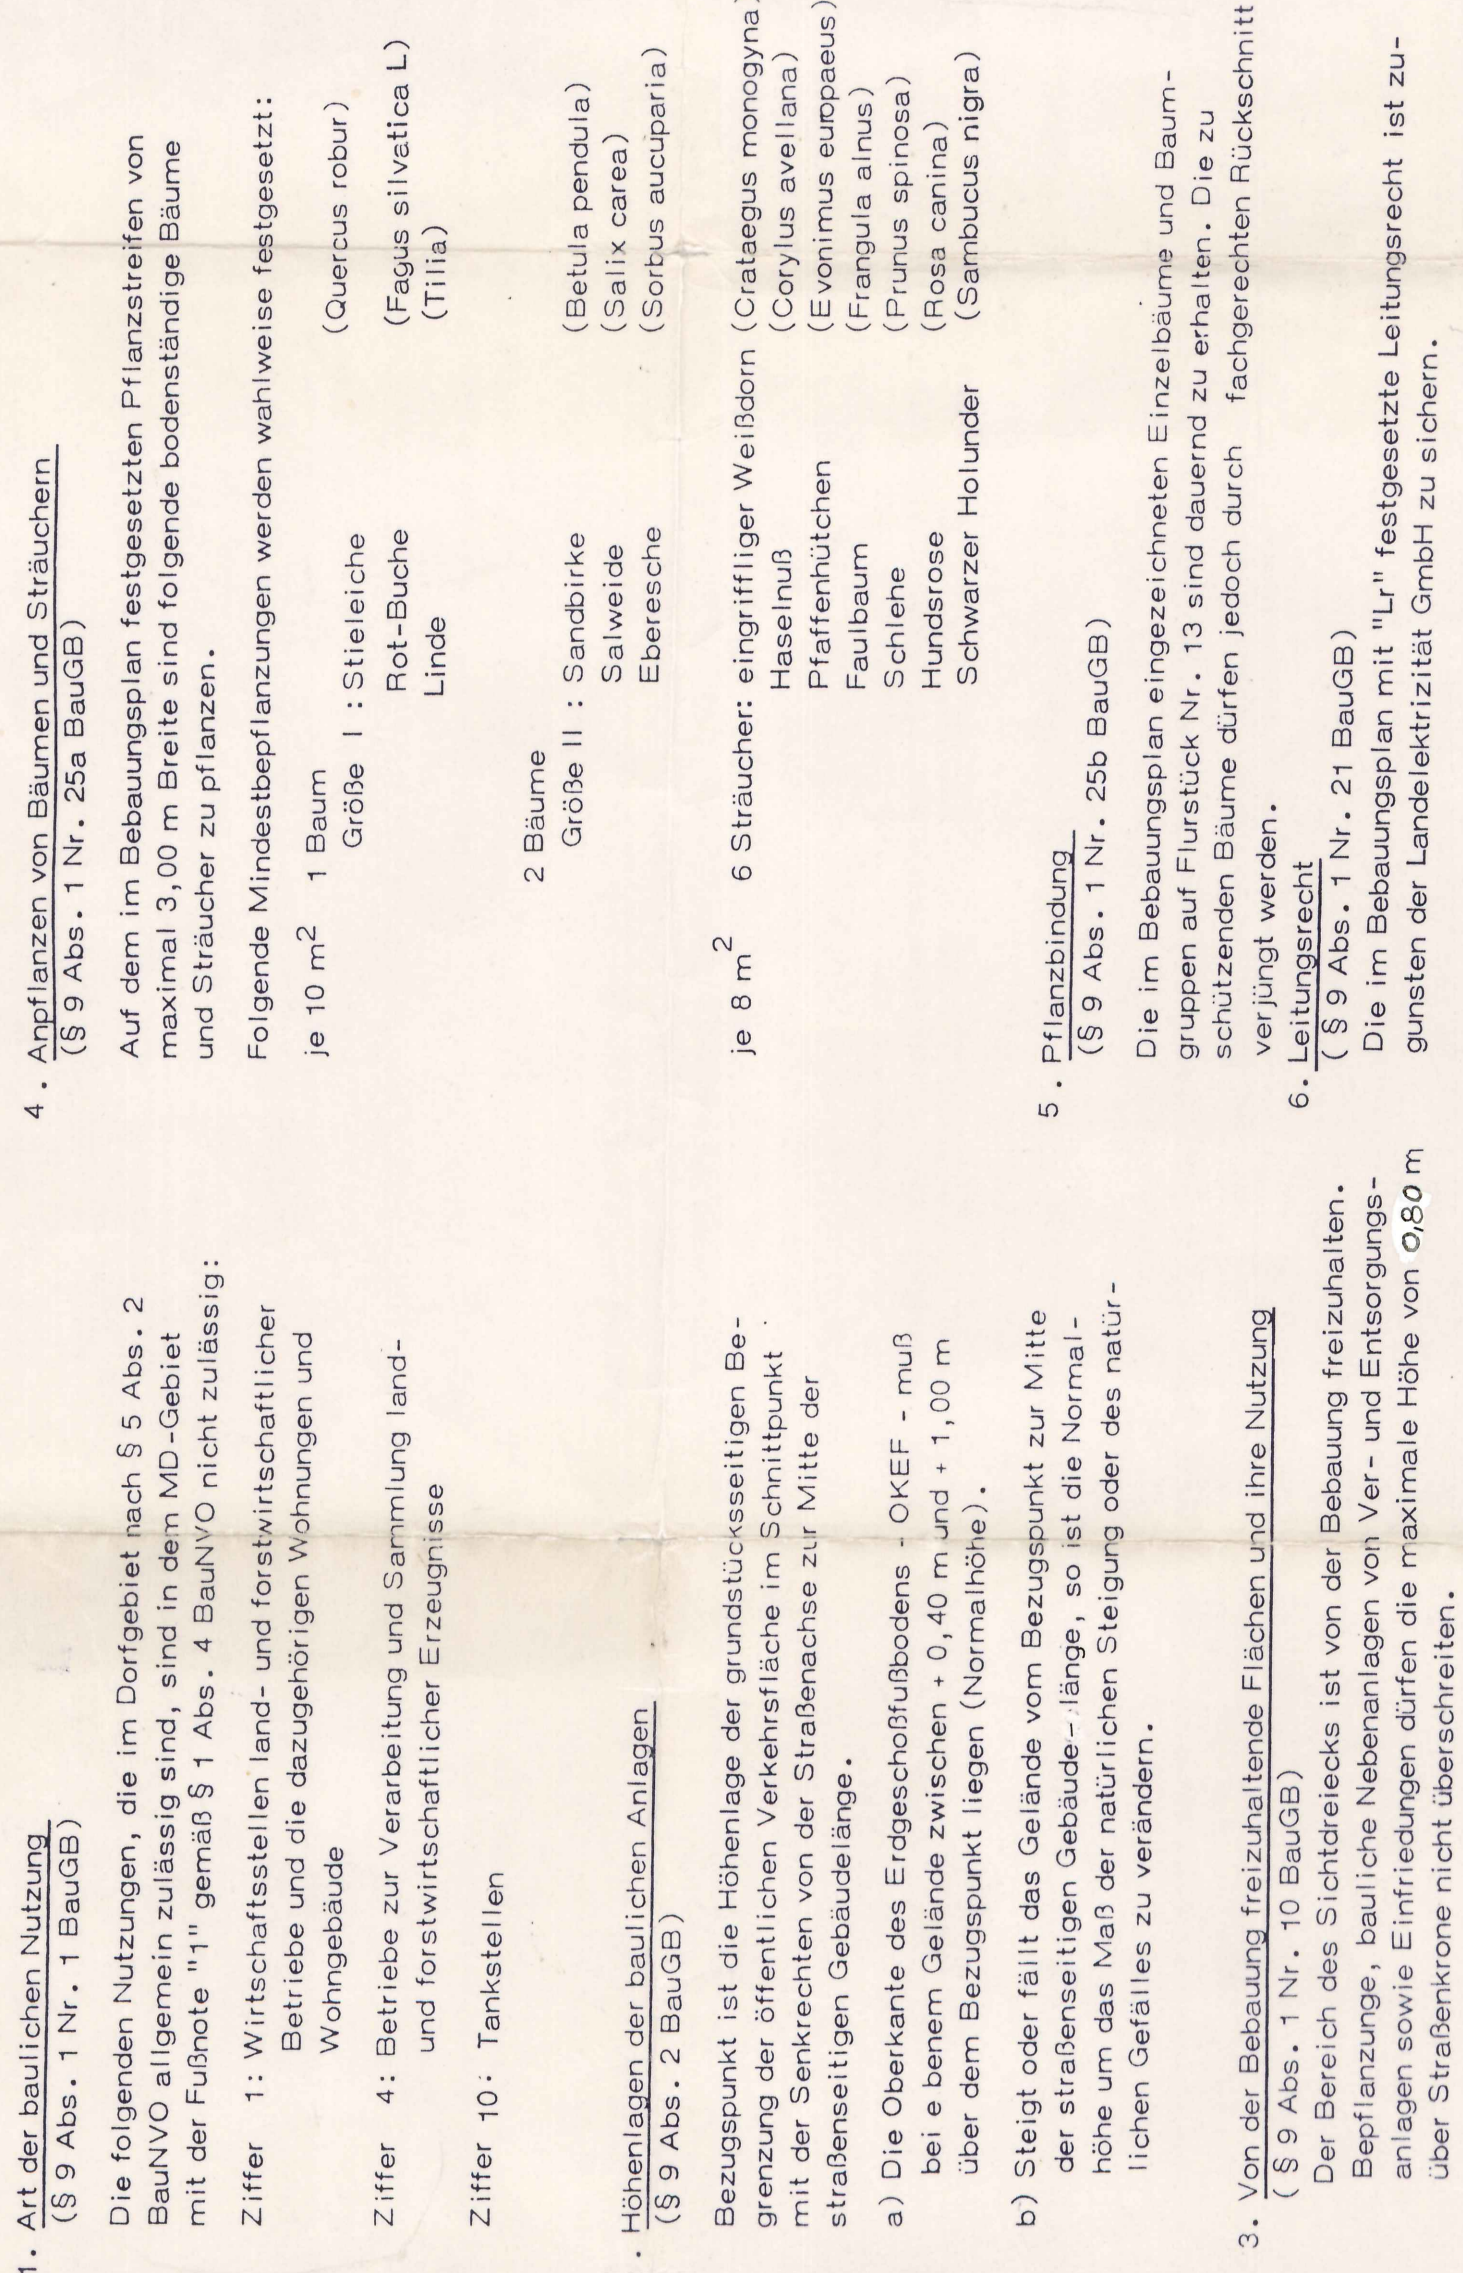 1. Art der baulichen Nutzung
(§ 9 Abs. 1 Nr. 1 BauGB)
Die folgenden Nutzungen, die im Dorfgebiet nach § 5 Abs. 2
BauNVO allgemein zulässig sind, sind in dem MD-Gebiet
mit der Fußnote "1" gemäß § 1 Abs. 4 BauNVO nicht zulässig:
Ziffer 1: Wirtschaftsstellen land- und forstwirtschaftlicher
Betriebe und die dazugehörigen Wohnungen und
Wohngebäude
Ziffer 4: Betriebe zur Verarbeitung und Sammlung land-
und forstwirtschaftlicher Erzeugnisse
Ziffer 10: Tankstellen
. Höhenlagen der baulichen Anlagen
(§ 9 Abs. 2 BauGB)
Bezugspunkt ist die Höhenlage der grundstücksseitigen Be-
grenzung der öffentlichen Verkehrsfläche im Schnittpunkt
mit der Senkrechten von der Straßenachse zur Mitte der
straßenseitigen Gebäudelänge.
a) Die Oberkante des Erdgeschoßfußbodens - OKEF - muß
bei e benem Gelände zwischen + 0,40 m und + 1,00 m
über dem Bezugspunkt liegen (Normalhöhe).
b) Steigt oder fällt das Gelände vom Bezugspunkt zur Mitte
der straßenseitigen Gebäude- länge, so ist die Normal-
höhe um das Maß der natürlichen Steigung oder des natür-
lichen Gefälles zu verändern.
3. Von der Bebauung freizuhaltende Flächen und ihre Nutzung
( § 9 Abs. 1 Nr. 10 BauGB)
Der Bereich des Sichtdreiecks ist von der Bebauung freizuhalten.
Bepflanzunge, bauliche Nebenanlagen von Ver- und Entsorgungs-
anlagen sowie Einfriedungen dürfen die maximale Höhe von 0,80 m
über Straßenkrone nicht überschreiten.
4. Anpflanzen von Bäumen und Sträuchern
(§ 9 Abs. 1 Nr. 25a BauGB)
Auf dem im Bebauungsplan festgesetzten Pflanzstreifen von
maximal 3,00 m Breite sind folgende bodenständige Bäume
und Sträucher zu pflanzen.
Folgende Mindestbepflanzungen werden wahlweise festgesetzt:
je 10 m² 1 Baum
Größe I : Stieleiche (Quercus robur)
Rot-Buche (Fagus silvatica L)
Linde (Tilia)
2 Bäume
Größe II : Sandbirke (Betula pendula)
Salweide (Salix carea)
Eberesche (Sorbus aucuparia)
je 8 m² 6 Sträucher: eingriffliger Weißdorn (Crataegus monogyna)
Haselnuß (Corylus avellana)
Pfaffenhütchen (Evonimus europaeus)
Faulbaum (Frangula alnus)
Schlehe (Prunus spinosa)
Hundsrose (Rosa canina)
Schwarzer Holunder (Sambucus nigra)
5. Pflanzbindung
(§ 9 Abs. 1 Nr. 25b BauGB)
Die im Bebauungsplan eingezeichneten Einzelbäume und Baum-
gruppen auf Flurstück Nr. 13 sind dauernd zu erhalten. Die zu
schützenden Bäume dürfen jedoch durch fachgerechten Rückschnitt
verjüngt werden.
6. Leitungsrecht
( § 9 Abs. 1 Nr. 21 BauGB)
Die im Bebauungsplan mit "Lr" festgesetzte Leitungsrecht ist zu-
gunsten der Landelektrizität GmbH zu sichern.